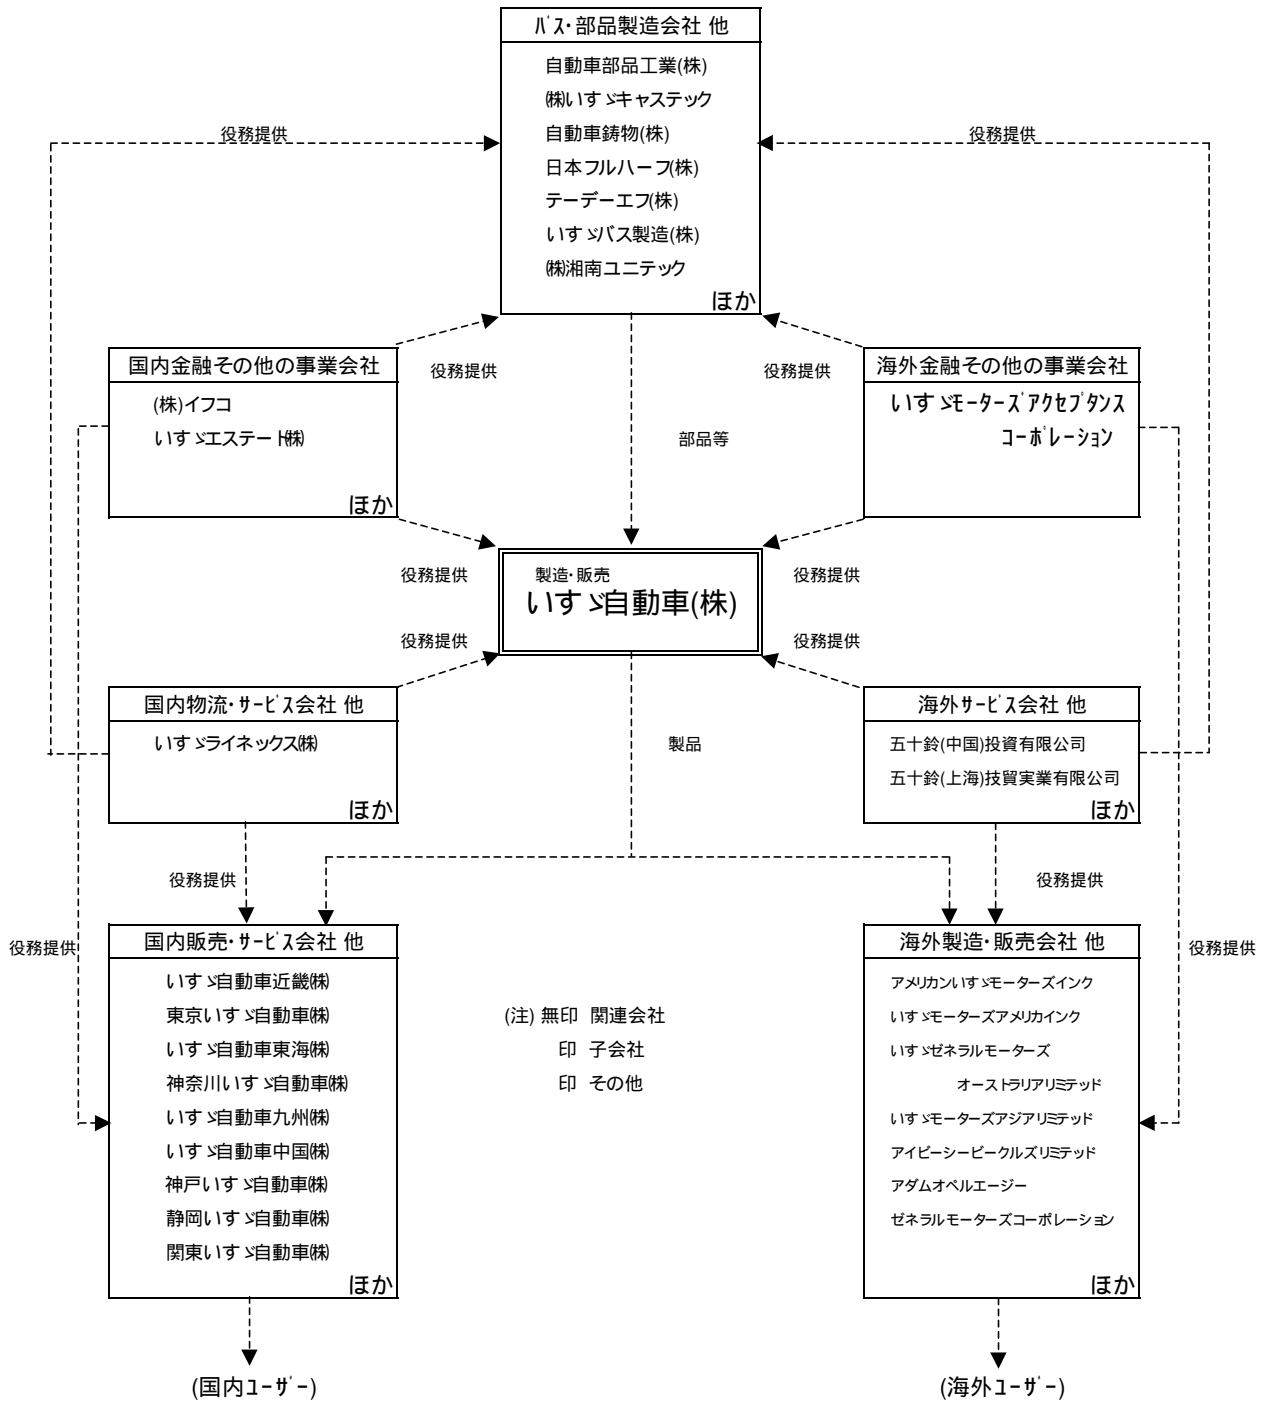 バス・部品製造会社 他
自動車部品工業(株)
㈱いすゞキャステック
自動車鋳物(株)
日本フルハーフ(株)
テーデーエフ(株)
いすゞバス製造(株)
㈱湘南ユニテック
ほか
役務提供
役務提供
国内金融その他の事業会社
(株)イフコ
いすゞエステート㈱
ほか
役務提供
役務提供
海外金融その他の事業会社
いすゞモーターズアクセプタンス
コーポレーション
部品等
役務提供
役務提供
製造・販売
いすゞ自動車(株)
役務提供
役務提供
国内物流・サービス会社 他
いすゞライネックス㈱
ほか
製品
海外サービス会社 他
五十鈴(中国)投資有限公司
五十鈴(上海)技貿実業有限公司
ほか
役務提供
役務提供
役務提供
役務提供
国内販売・サービス会社 他
いすゞ自動車近畿㈱
東京いすゞ自動車㈱
いすゞ自動車東海㈱
神奈川いすゞ自動車㈱
いすゞ自動車九州㈱
いすゞ自動車中国㈱
神戸いすゞ自動車㈱
静岡いすゞ自動車㈱
関東いすゞ自動車㈱
ほか
(注) 無印 関連会社
印 子会社
印 その他
海外製造・販売会社 他
アメリカンいすゞモーターズインク
いすゞモーターズアメリカインク
いすゞゼネラルモーターズ
オーストラリアリミテッド
いすゞモーターズアジアリミテッド
アイビーシービークルズリミテッド
アダムオペルエージー
ゼネラルモーターズコーポレーション
ほか
(国内ユーザー)
(海外ユーザー)